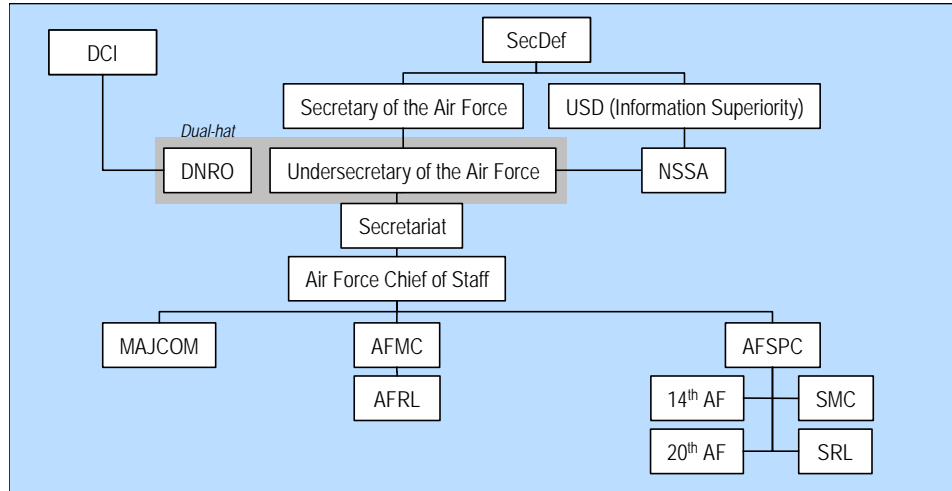 DCI
SecDef
Secretary of the Air Force
USD (Information Superiority)
Dual-hat
DNRO
Undersecretary of the Air Force
NSSA
Secretariat
Air Force Chief of Staff
MAJCOM
AFMC
AFSPC
AFRL
14th AF
SMC
20th AF
SRL